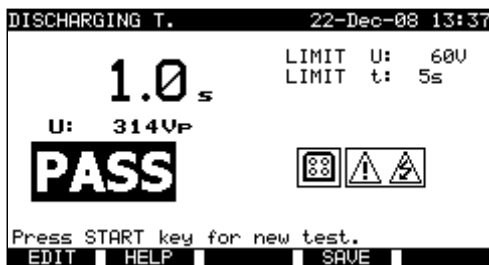 DISCHARGING T. 22-Dec-08 13:37
LIMIT U: 60V
LIMIT t: 5s
1.0 s
U: 314Vp
PASS
Press START key for new test.
EDIT HELP SAVE